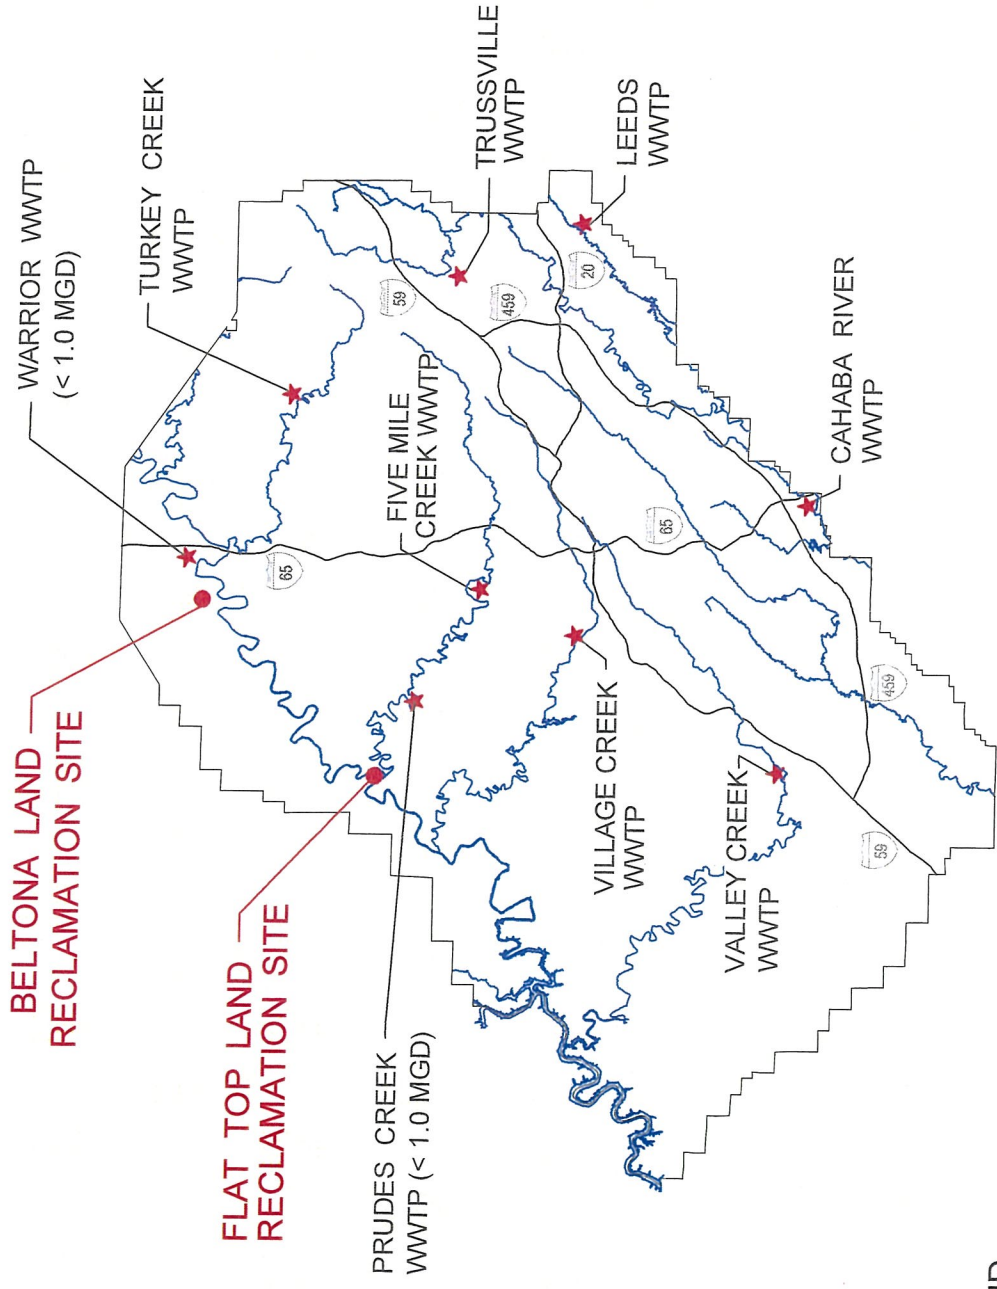 BELTONA LAND
RECLAMATION SITE
WARRIOR WWTP
(< 1.0 MGD)
TURKEY CREEK
WWTP
TRUSSVILLE
WWTP
LEEDS
WWTP
FLAT TOP LAND
RECLAMATION SITE
PRUDES CREEK
WWTP (< 1.0 MGD)
FIVE MILE
CREEK WWTP
VILLAGE CREEK
WWTP
VALLEY CREEK
WWTP
CAHABA RIVER
WWTP
65
59
459
20
65
459
59